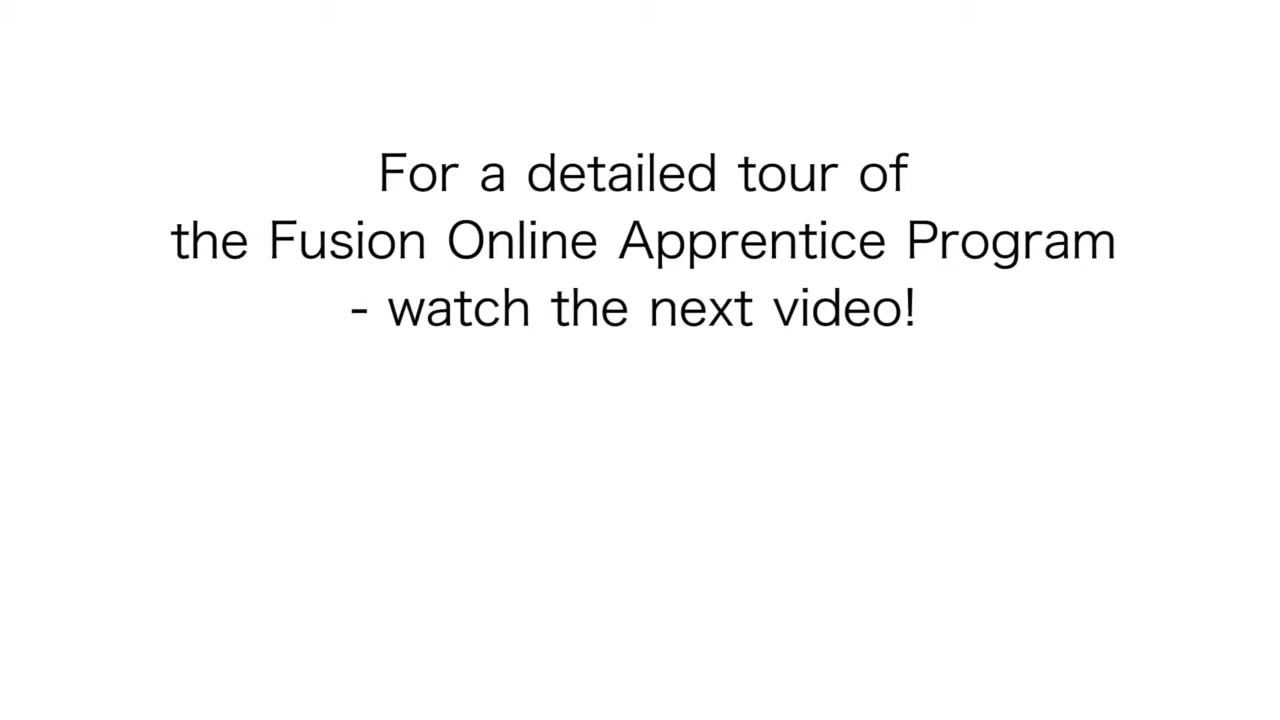 For a detailed tour of
the Fusion Online Apprentice Program
- watch the next video!